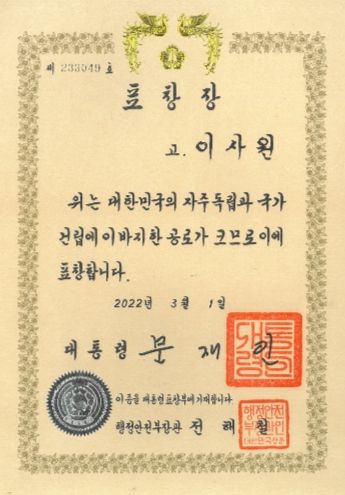 제 233049 호
표창장
고. 이사원
위는 대한민국의 자주독립과 국가
건립에 이바지한 공로가 크므로 이에
표창합니다.
2022년 3월 1일
대통령 문재인
대통령인
이 증을 대통령표창부에 기재합니다.
행정안전부장관 전해철
행정안전부장관인